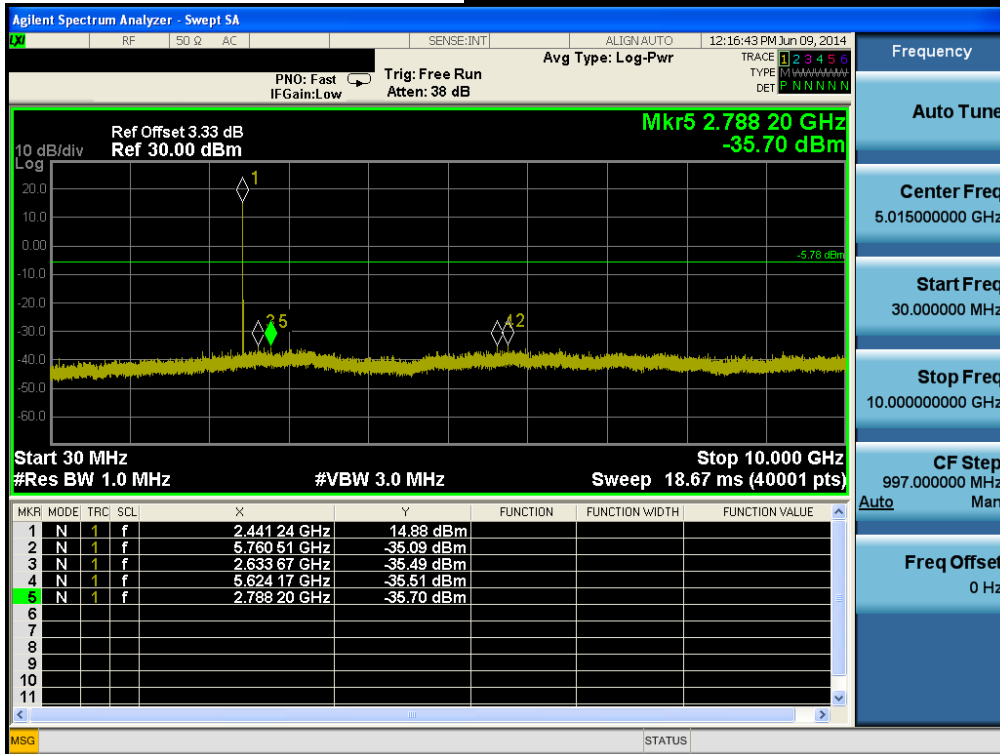 Agilent Spectrum Analyzer - Swept SA
LXI RF 50 Ω AC SENSE:INT ALIGN AUTO 12:16:43 PM Jun 09, 2014
Avg Type: Log-Pwr
TRACE 1 2 3 4 5 6
TYPE M
DET P N N N N N
PNO: Fast Trig: Free Run
IFGain:Low Atten: 38 dB
Mkr5 2.788 20 GHz
-35.70 dBm
Ref Offset 3.33 dB
10 dB/div Ref 30.00 dBm
Log
20.0
10.0
0.00
-10.0
-20.0
-30.0
-40.0
-50.0
-60.0
1
-5.78 dBm
5
2
Start 30 MHz Stop 10.000 GHz
#Res BW 1.0 MHz #VBW 3.0 MHz Sweep 18.67 ms (40001 pts)
MKR MODE TRC SCL X Y FUNCTION FUNCTION WIDTH FUNCTION VALUE
1 N 1 f 2.441 24 GHz 14.88 dBm
2 N 1 f 5.760 51 GHz -35.09 dBm
3 N 1 f 2.633 67 GHz -35.49 dBm
4 N 1 f 5.624 17 GHz -35.51 dBm
5 N 1 f 2.788 20 GHz -35.70 dBm
6
7
8
9
10
11
MSG STATUS
Frequency
Auto Tune
Center Freq
5.015000000 GHz
Start Freq
30.000000 MHz
Stop Freq
10.000000000 GHz
CF Step
997.000000 MHz
Auto Man
Freq Offset
0 Hz